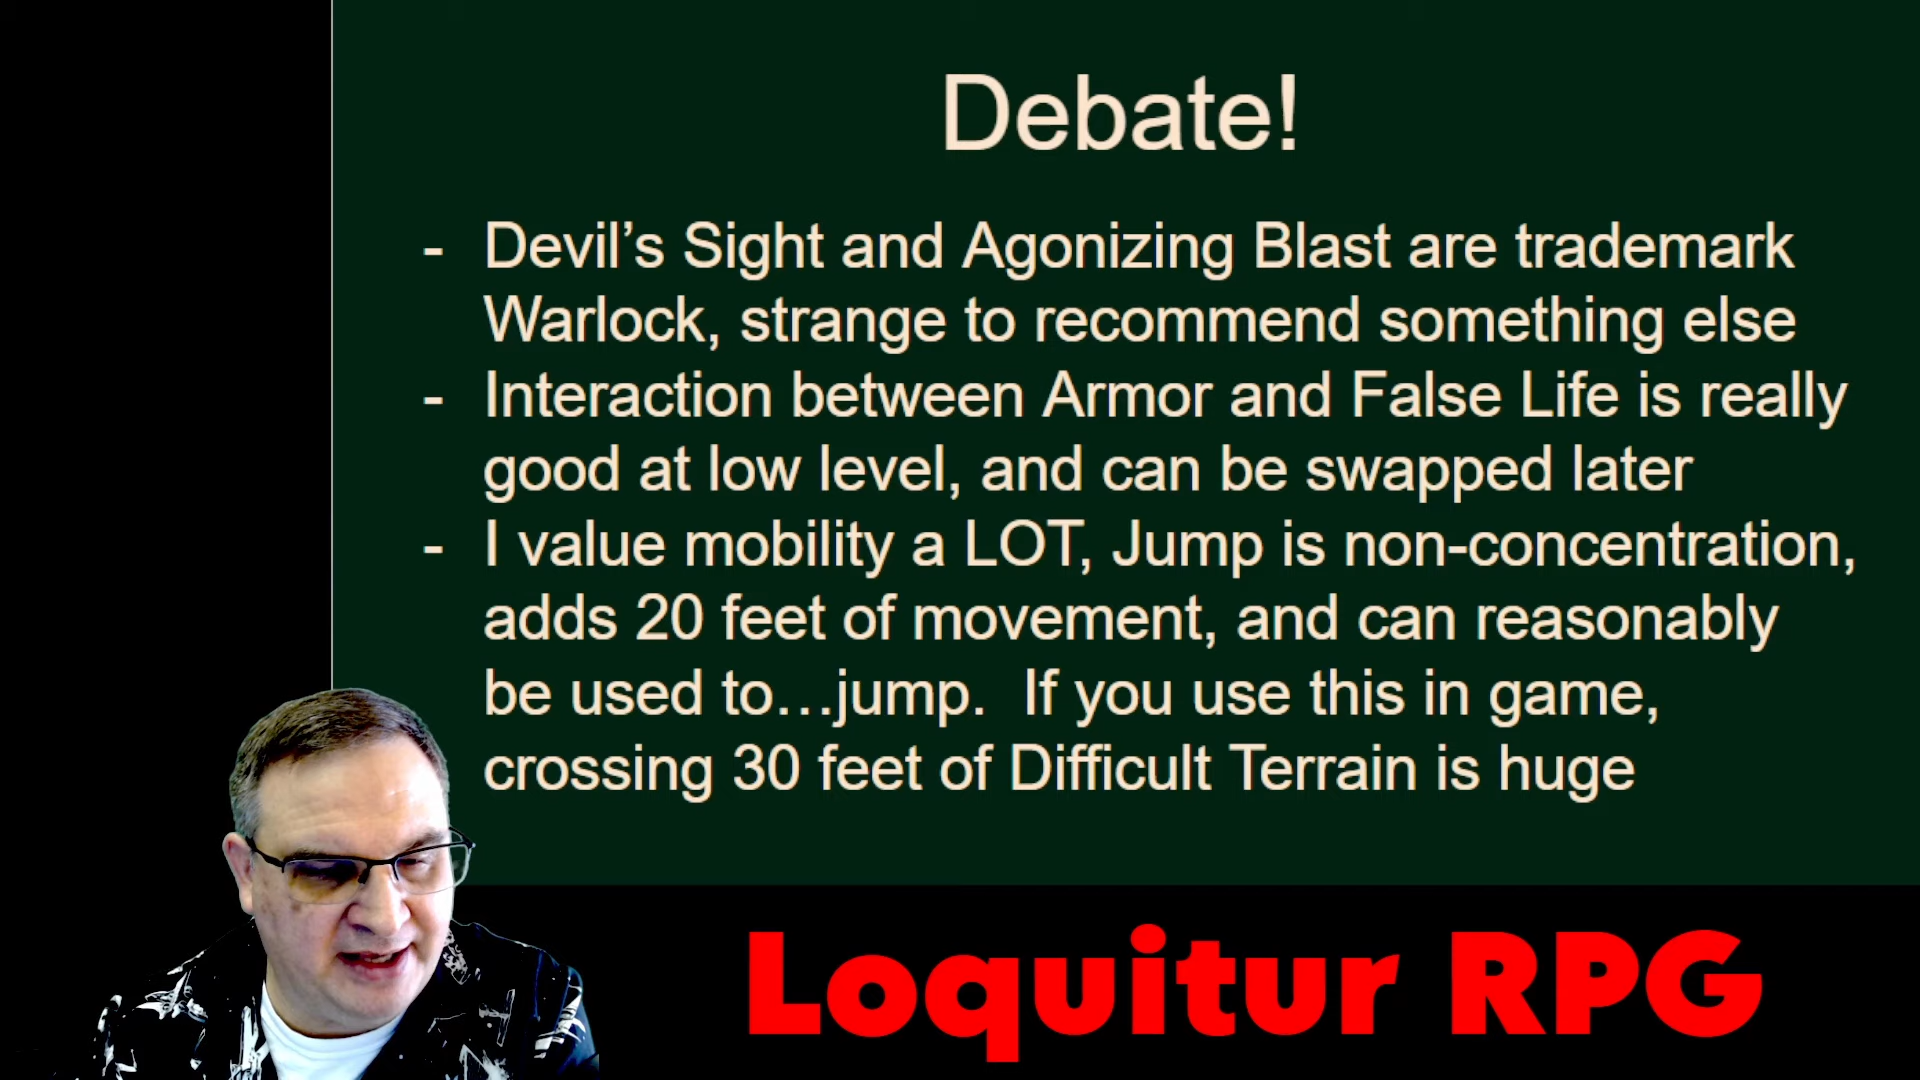 Debate!
- Devil’s Sight and Agonizing Blast are trademark
Warlock, strange to recommend something else
- Interaction between Armor and False Life is really
good at low level, and can be swapped later
- I value mobility a LOT, Jump is non-concentration,
adds 20 feet of movement, and can reasonably
be used to…jump.  If you use this in game,
crossing 30 feet of Difficult Terrain is huge
Loquitur RPG